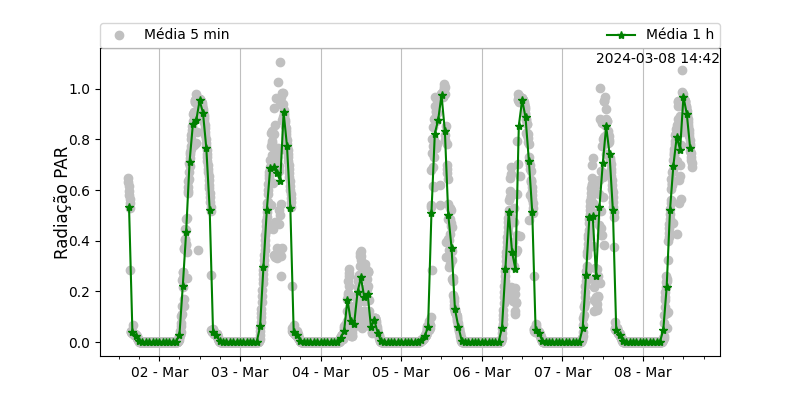 Média 5 min
Média 1 h
2024-03-08 14:42
Radiação PAR
1.0
0.8
0.6
0.4
0.2
0.0
02 - Mar
03 - Mar
04 - Mar
05 - Mar
06 - Mar
07 - Mar
08 - Mar